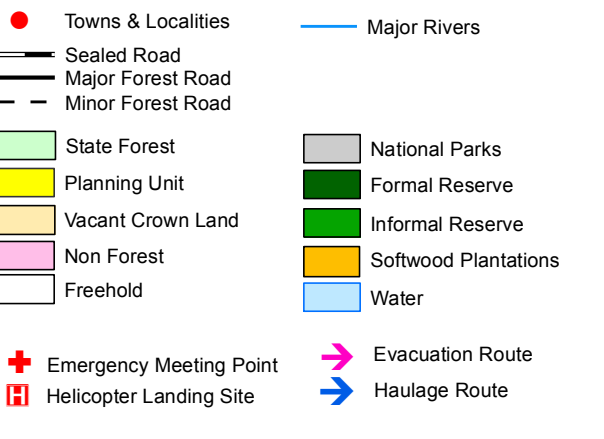 Towns & Localities
Sealed Road
Major Forest Road
Minor Forest Road
State Forest
Planning Unit
Vacant Crown Land
Non Forest
Freehold
Emergency Meeting Point
H Helicopter Landing Site
Major Rivers
National Parks
Formal Reserve
Informal Reserve
Softwood Plantations
Water
Evacuation Route
Haulage Route